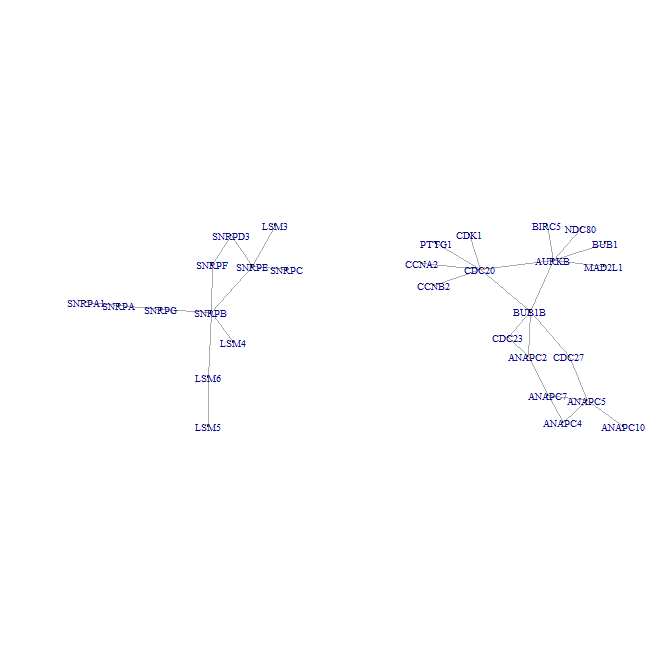 LSM3
SNRPD3
SNRPF
SNRPE
SNRPC
SNRPA1
SNRPA
SNRPG
SNRPB
LSM4
LSM6
LSM5
BIRC5
NDC80
CDK1
PTTG1
BUB1
CCNA2
CDC20
AURKB
MAD2L1
CCNB2
BUB1B
CDC23
ANAPC2
CDC27
ANAPC7
ANAPC5
ANAPC4
ANAPC10